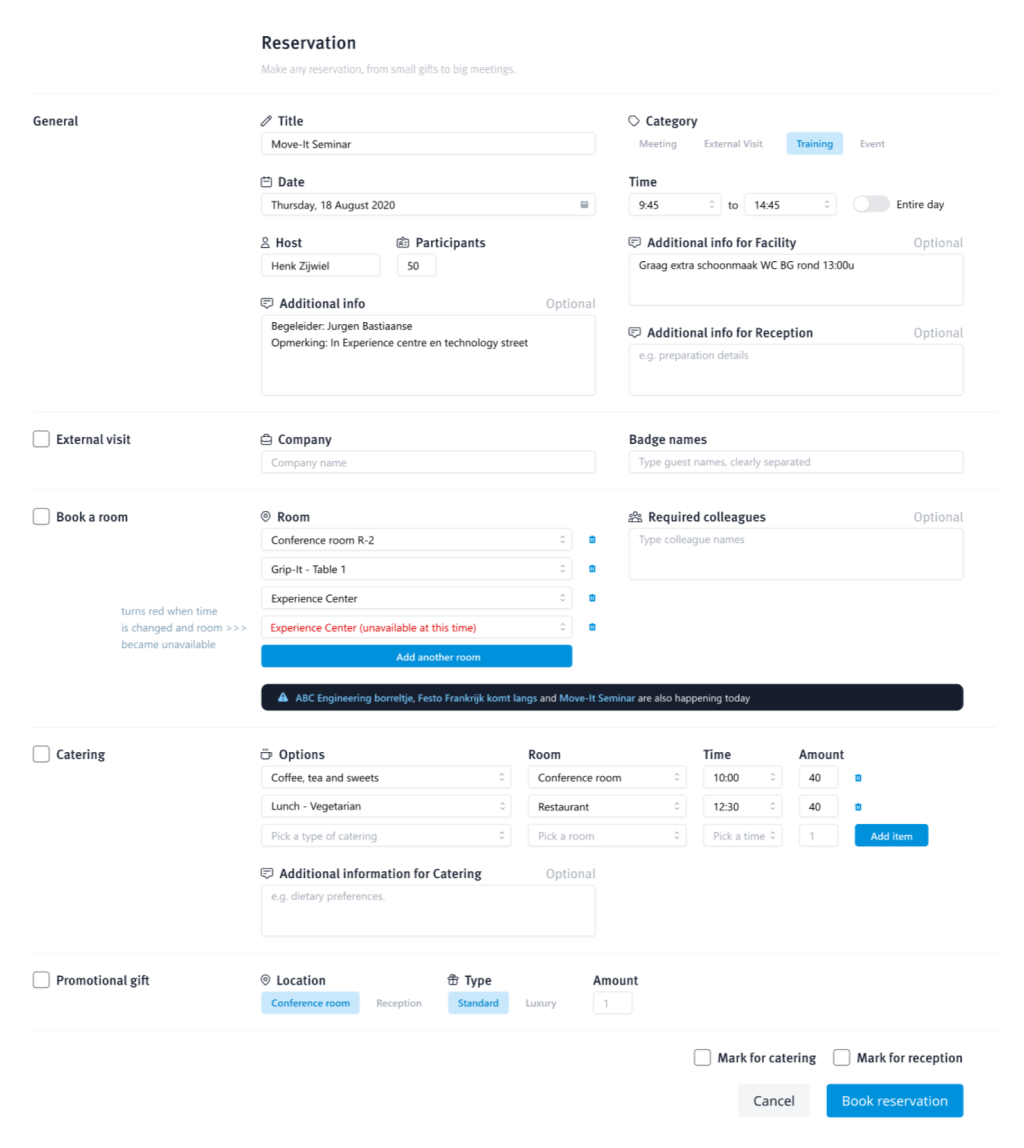 Reservation
Make any reservation, from small gifts to big meetings.
General
Title
Move-It Seminar
Category
Meeting External Visit Training Event
Date
Thursday, 18 August 2020
Time
9:45 to 14:45 Entire day
Host Participants
Henk Zijwiel 50
Additional info for Facility Optional
Graag extra schoonmaak WC BG rond 13:00u
Additional info Optional
Begeleider: Jurgen Bastiaanse
Opmerking: In Experience centre en technology street
Additional info for Reception Optional
e.g. preparation details
External visit
Company
Company name
Badge names
Type guest names, clearly separated
Book a room
Room
Conference room R-2
Grip-It - Table 1
Experience Center
Experience Center (unavailable at this time)
turns red when time
is changed and room >>>
became unavailable
Add another room
Required colleagues Optional
Type colleague names
ABC Engineering borreltje, Festo Frankrijk komt langs and Move-It Seminar are also happening today
Catering
Options Room Time Amount
Coffee, tea and sweets Conference room 10:00 40
Lunch - Vegetarian Restaurant 12:30 40
Pick a type of catering Pick a room Pick a time 1 Add item
Additional information for Catering Optional
e.g. dietary preferences.
Promotional gift
Location Type Amount
Conference room Reception Standard Luxury 1
Mark for catering Mark for reception
Cancel Book reservation